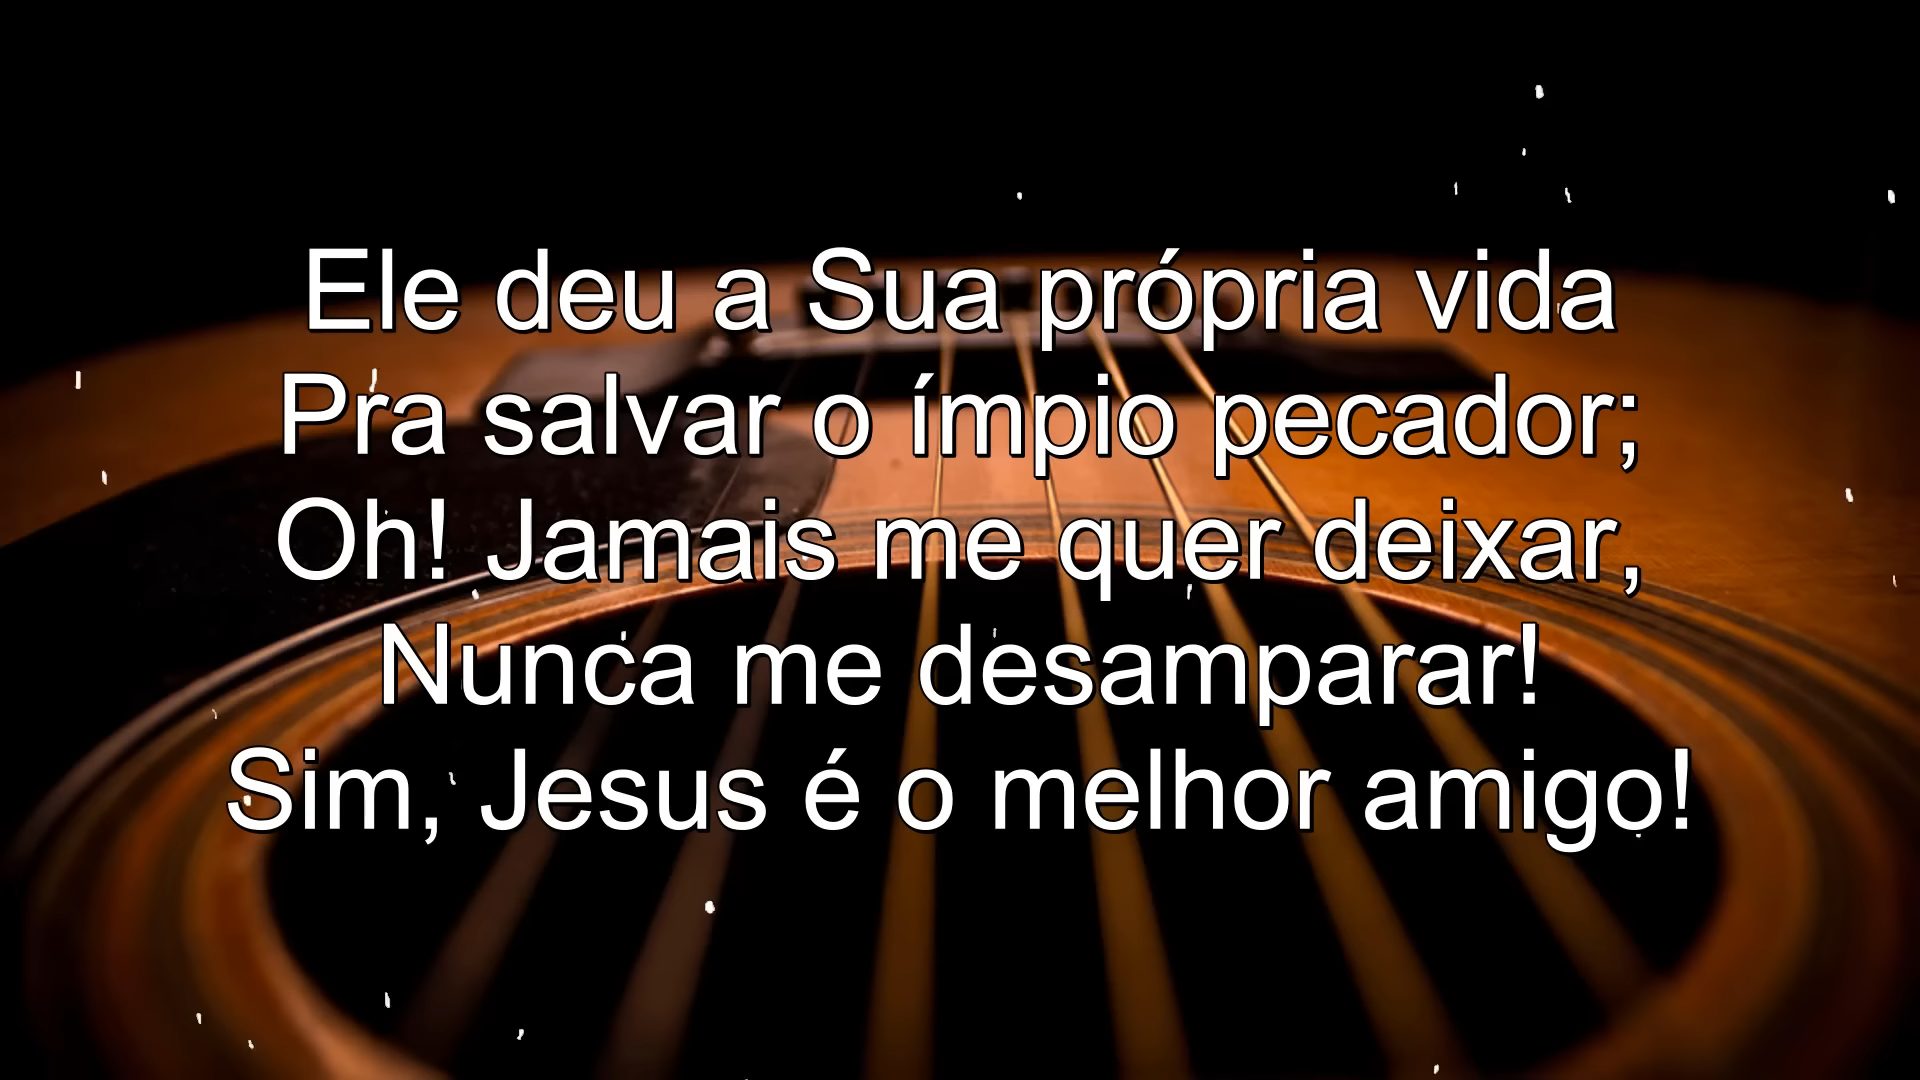 Ele deu a Sua própria vida
Pra salvar o ímpio pecador;
Oh! Jamais me quer deixar,
Nunca me desamparar!
Sim, Jesus é o melhor amigo!